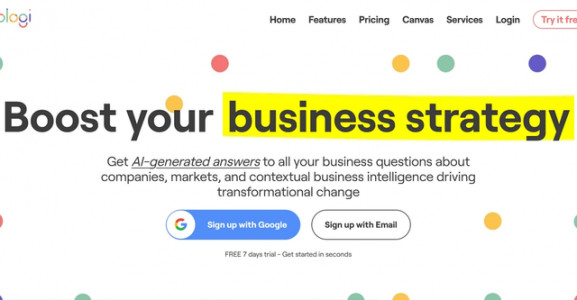 Home Features Pricing Canvas Services Login Try it free
Boost your business strategy
Get AI-generated answers to all your business questions about
companies, markets, and contextual business intelligence driving
transformational change
Sign up with Google Sign up with Email
FREE 7 days trial - Get started in seconds